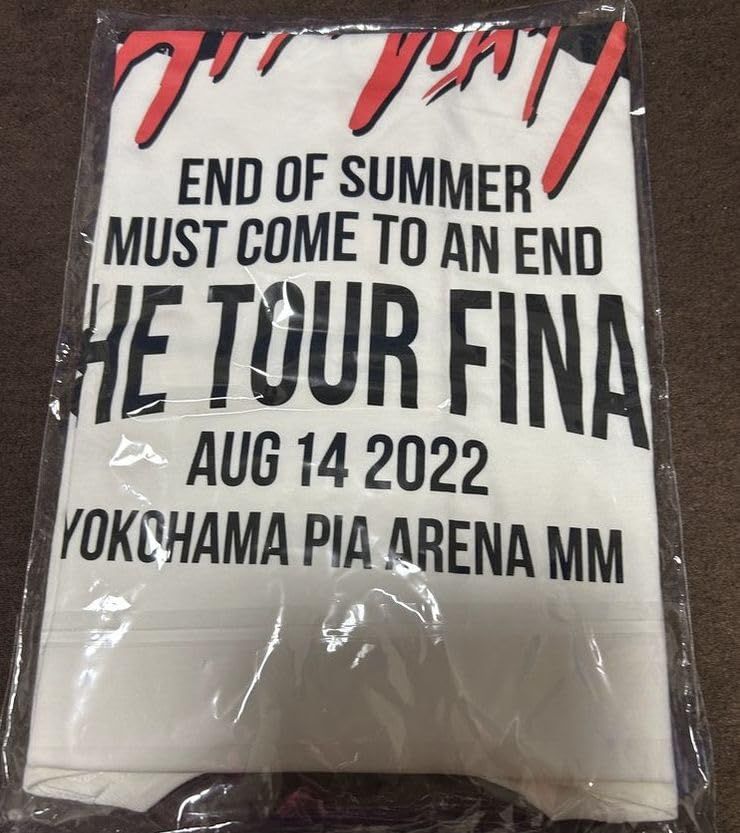 END OF SUMMER
MUST COME TO AN END
HE TOUR FINA
AUG 14 2022
YOKOHAMA PIA ARENA MM